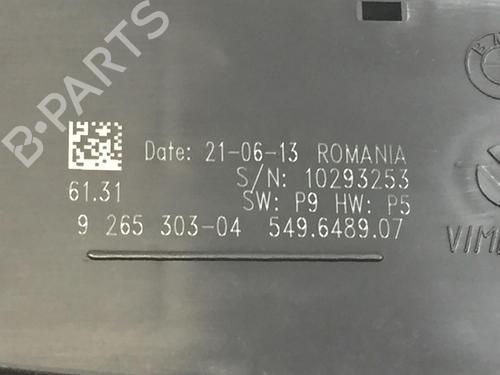 B-PARTS
Date: 21-06-13 ROMANIA
S/N: 10293253
61.31
SW: P9 HW: P5
9 265 303-04 549.6489.07